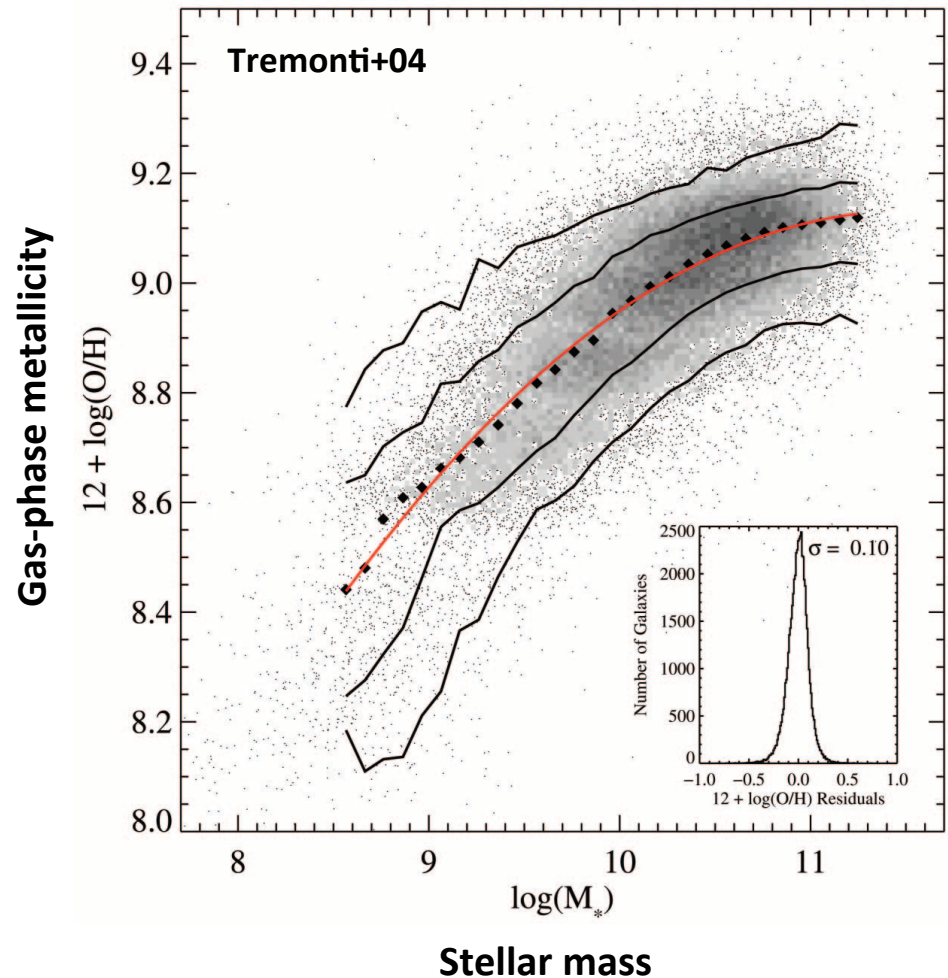 Tremonti+04
Gas-phase metallicity
12 + log(O/H)
9.4
9.2
9.0
8.8
8.6
8.4
8.2
8.0
8 9 10 11
log(M*)
Stellar mass
σ = 0.10
Number of Galaxies
2500
2000
1500
1000
500
0
−1.0 −0.5 0.0 0.5 1.0
12 + log(O/H) Residuals